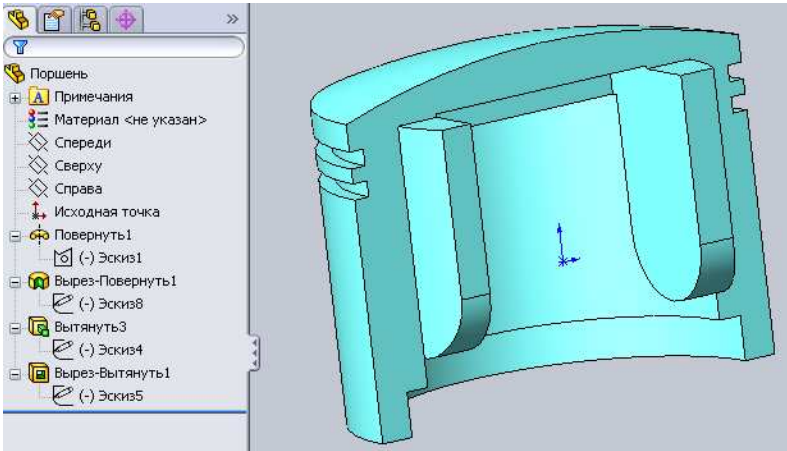 »
Поршень
A Примечания
Материал <не указан>
Спереди
Сверху
Справа
Исходная точка
Повернуть1
(-) Эскиз1
Вырез-Повернуть1
(-) Эскиз8
Вытянуть3
(-) Эскиз4
Вырез-Вытянуть1
(-) Эскиз5